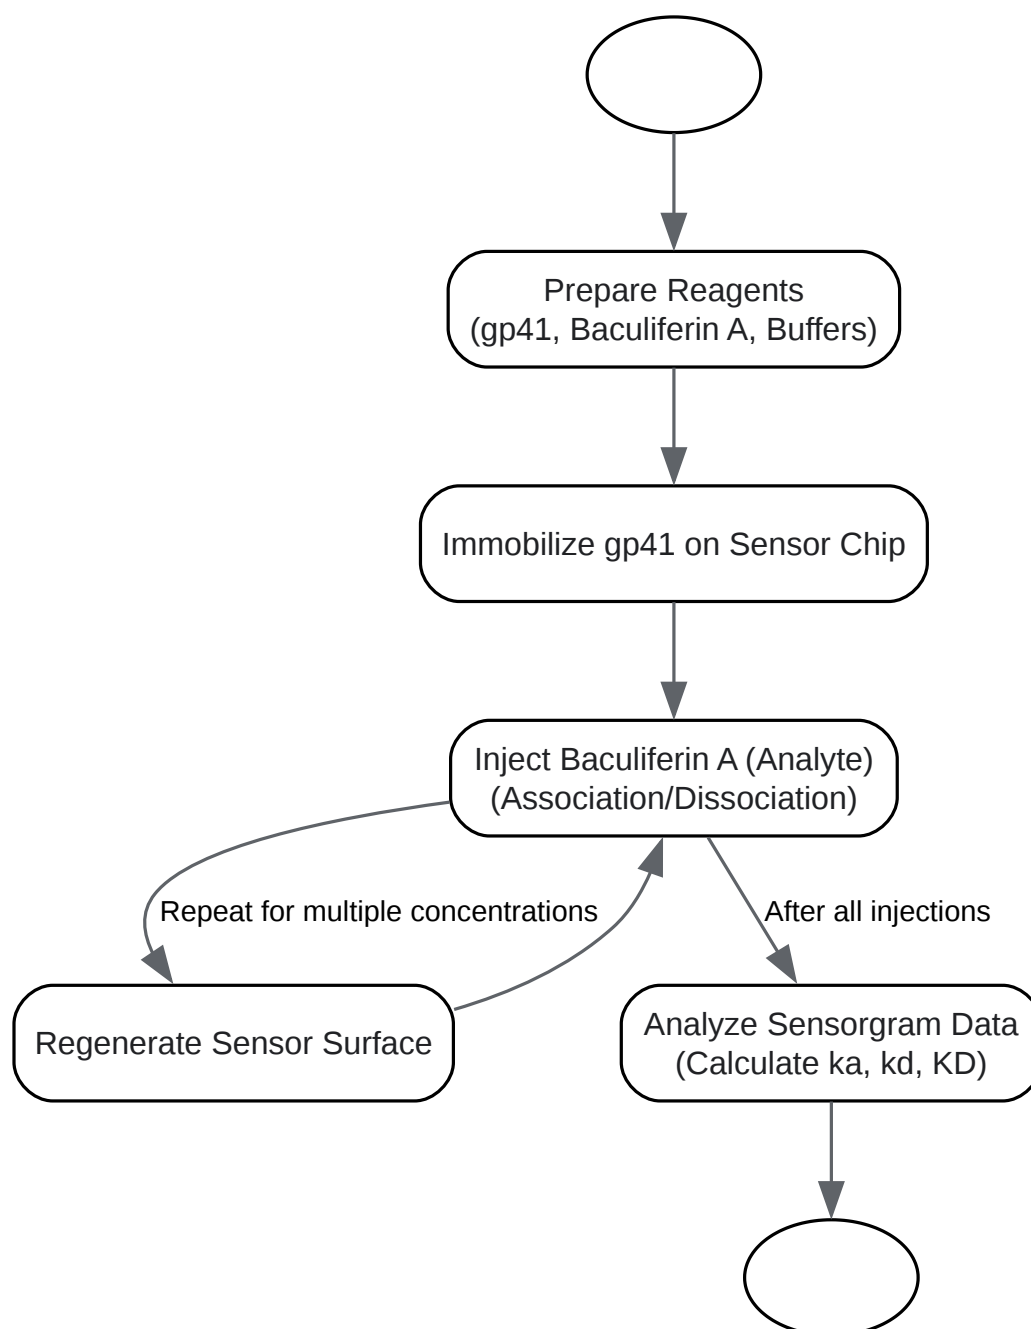 Prepare Reagents
(gp41, Baculiferin A, Buffers)
Immobilize gp41 on Sensor Chip
Inject Baculiferin A (Analyte)
(Association/Dissociation)
Repeat for multiple concentrations
After all injections
Regenerate Sensor Surface
Analyze Sensorgram Data
(Calculate ka, kd, KD)